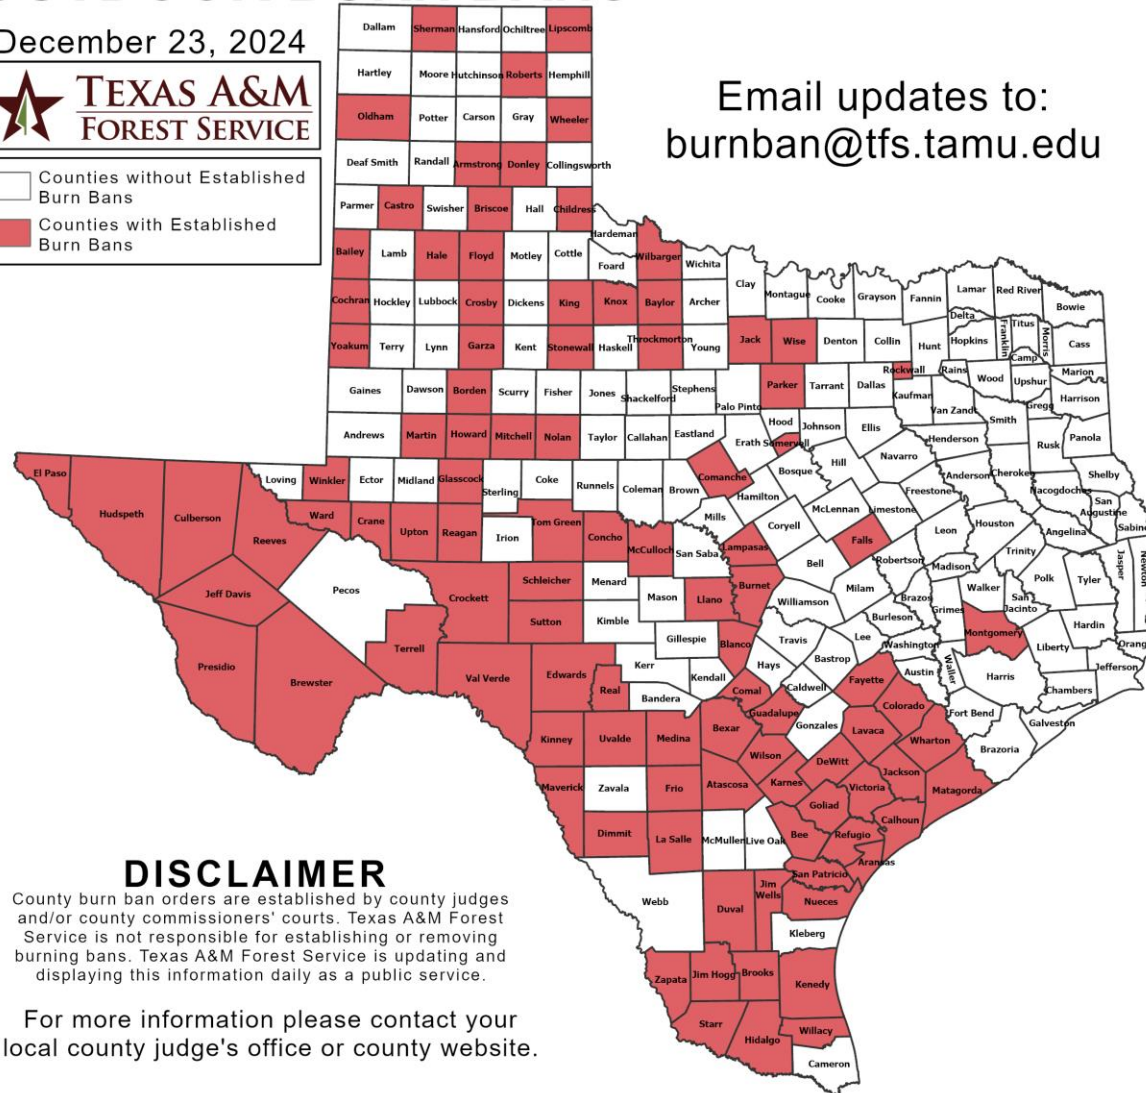 December 23, 2024
TEXAS A&M
FOREST SERVICE
Counties without Established
Burn Bans
Counties with Established
Burn Bans
Email updates to:
burnban@tfs.tamu.edu
Dallam Sherman Hansford Ochiltree Lipscomb
Hartley Moore Hutchinson Roberts Hemphill
Oldham Potter Carson Gray Wheeler
Deaf Smith Randall Armstrong Donley Collingsworth
Parmer Castro Swisher Briscoe Hall Childress
Hardeman
Bailey Lamb Hale Floyd Motley Cottle Foard Wilbarger Wichita
Clay Montague Cooke Grayson Fannin Lamar Red River Bowie
Cochran Hockley Lubbock Crosby Dickens King Knox Baylor Archer
Delta Franklin Titus Morris Cass
Yoakum Terry Lynn Garza Kent Stonewall Haskell Throckmorton Young Jack Wise Denton Collin Hunt Hopkins
Camp
Rockwall Rains Wood Upshur Marion
Gaines Dawson Borden Scurry Fisher Jones Shackelford Stephens Palo Pinto Parker Tarrant Dallas Kaufman Van Zandt Gregg Harrison
Andrews Martin Howard Mitchell Nolan Taylor Callahan Eastland Erath Hood Somervell Johnson Ellis Henderson Smith Rusk Panola
El Paso Loving Winkler Ector Midland Glasscock Sterling Coke Runnels Coleman Brown Comanche Hamilton Bosque Hill Navarro Anderson Cherokee Shelby
Freestone Nacogdoches San
Augustine Sabine
Hudspeth Culberson Reeves Ward Crane Upton Reagan Irion Tom Green Concho McCulloch San Saba Mills Lampasas Coryell McLennan Limestone Falls Leon Houston Angelina
Jeff Davis Pecos Crockett Schleicher Menard Mason Llano Burnet Bell Milam Robertson Madison Trinity Polk Tyler Jasper Newton
Sutton Kimble Williamson Brazos Grimes Walker San
Jacinto
Presidio Brewster Terrell Gillespie Blanco Travis Burleson Lee Washington Montgomery Hardin
Liberty Orange
Val Verde Edwards Real Kerr Kendall Hays Bastrop Austin Waller Harris Jefferson
Bandera Comal Caldwell Fayette Chambers
Kinney Uvalde Medina Bexar Guadalupe Gonzales Lavaca Colorado Fort Bend Galveston
Wharton Brazoria
Maverick Zavala Frio Atascosa Wilson Karnes DeWitt Jackson Matagorda
Goliad Victoria
Dimmit La Salle McMullen Live Oak Bee Refugio Calhoun
Aransas
San Patricio
Webb Duval Jim
Wells Nueces
Kleberg
Zapata Jim Hogg Brooks Kenedy
Starr Hidalgo Willacy
Cameron
DISCLAIMER
County burn ban orders are established by county judges
and/or county commissioners' courts. Texas A&M Forest
Service is not responsible for establishing or removing
burning bans. Texas A&M Forest Service is updating and
displaying this information daily as a public service.
For more information please contact your
local county judge's office or county website.